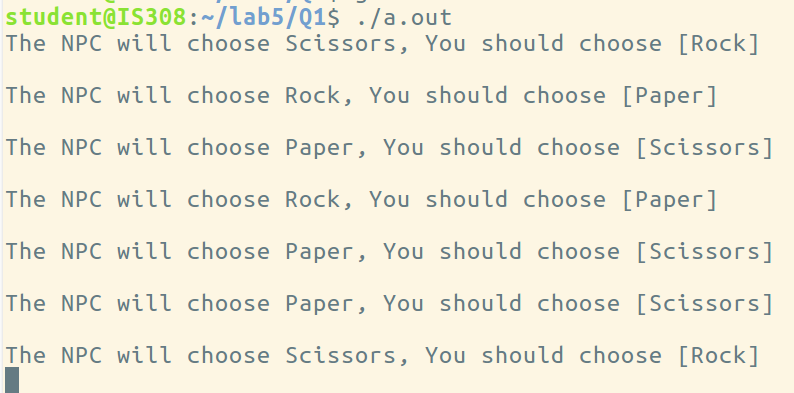 student@IS308:~/lab5/Q1$ ./a.out
The NPC will choose Scissors, You should choose [Rock]
The NPC will choose Rock, You should choose [Paper]
The NPC will choose Paper, You should choose [Scissors]
The NPC will choose Rock, You should choose [Paper]
The NPC will choose Paper, You should choose [Scissors]
The NPC will choose Paper, You should choose [Scissors]
The NPC will choose Scissors, You should choose [Rock]